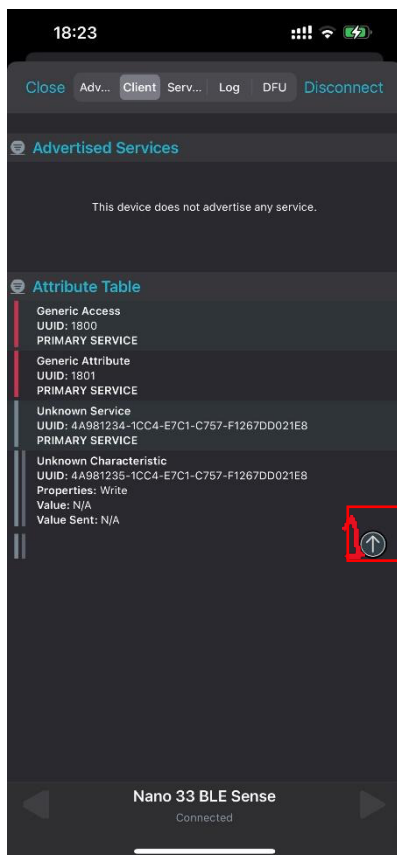 18:23
Close Adv... Client Serv... Log DFU Disconnect
Advertised Services
This device does not advertise any service.
Attribute Table
Generic Access
UUID: 1800
PRIMARY SERVICE
Generic Attribute
UUID: 1801
PRIMARY SERVICE
Unknown Service
UUID: 4A981234-1CC4-E7C1-C757-F1267DD021E8
PRIMARY SERVICE
Unknown Characteristic
UUID: 4A981235-1CC4-E7C1-C757-F1267DD021E8
Properties: Write
Value: N/A
Value Sent: N/A
1
Nano 33 BLE Sense
Connected